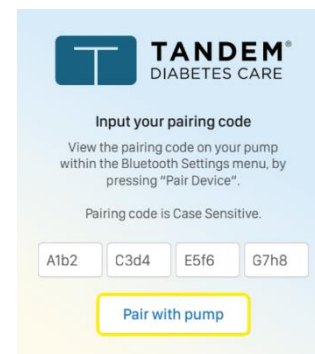 TANDEM®
DIABETES CARE
Input your pairing code
View the pairing code on your pump
within the Bluetooth Settings menu, by
pressing "Pair Device".
Pairing code is Case Sensitive.
A1b2 C3d4 E5f6 G7h8
Pair with pump